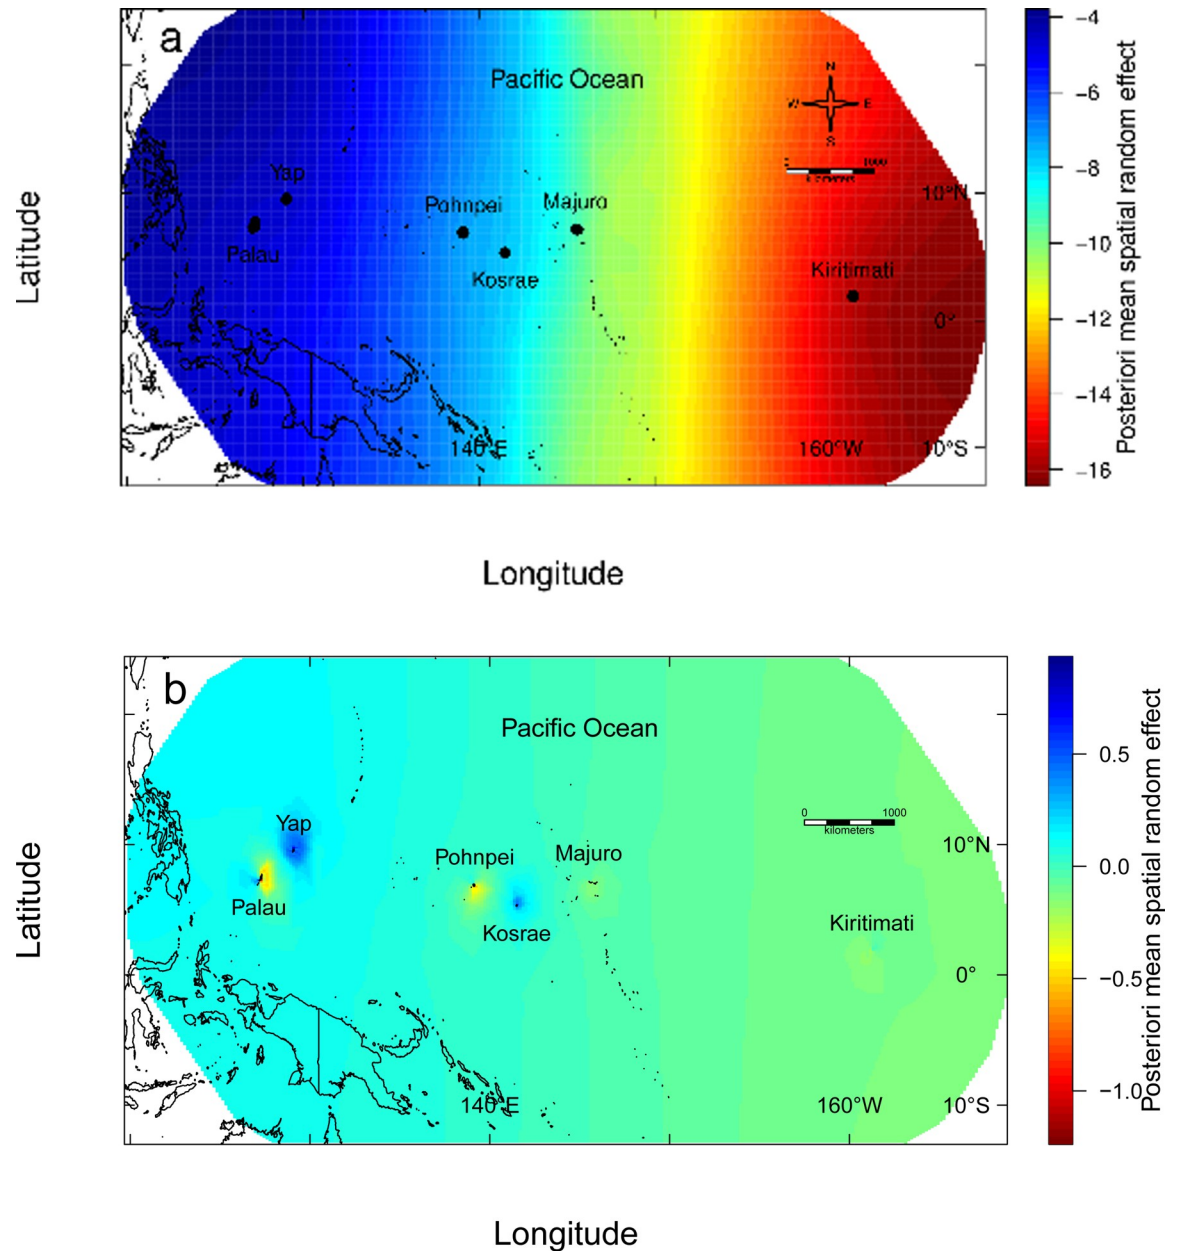 a
Pacific Ocean
N
W E
S
0 1000
kilometers
Yap
Palau
Pohnpei
Kosrae
Majuro
Kiritimati
10°N
0°
10°S
140°E
160°W
Latitude
Longitude
−4
−6
−8
−10
−12
−14
−16
Posteriori mean spatial random effect
b
Pacific Ocean
0 1000
kilometers
Yap
Palau
Pohnpei
Kosrae
Majuro
Kiritimati
10°N
0°
10°S
140°E
160°W
Latitude
Longitude
0.5
0.0
−0.5
−1.0
Posteriori mean spatial random effect